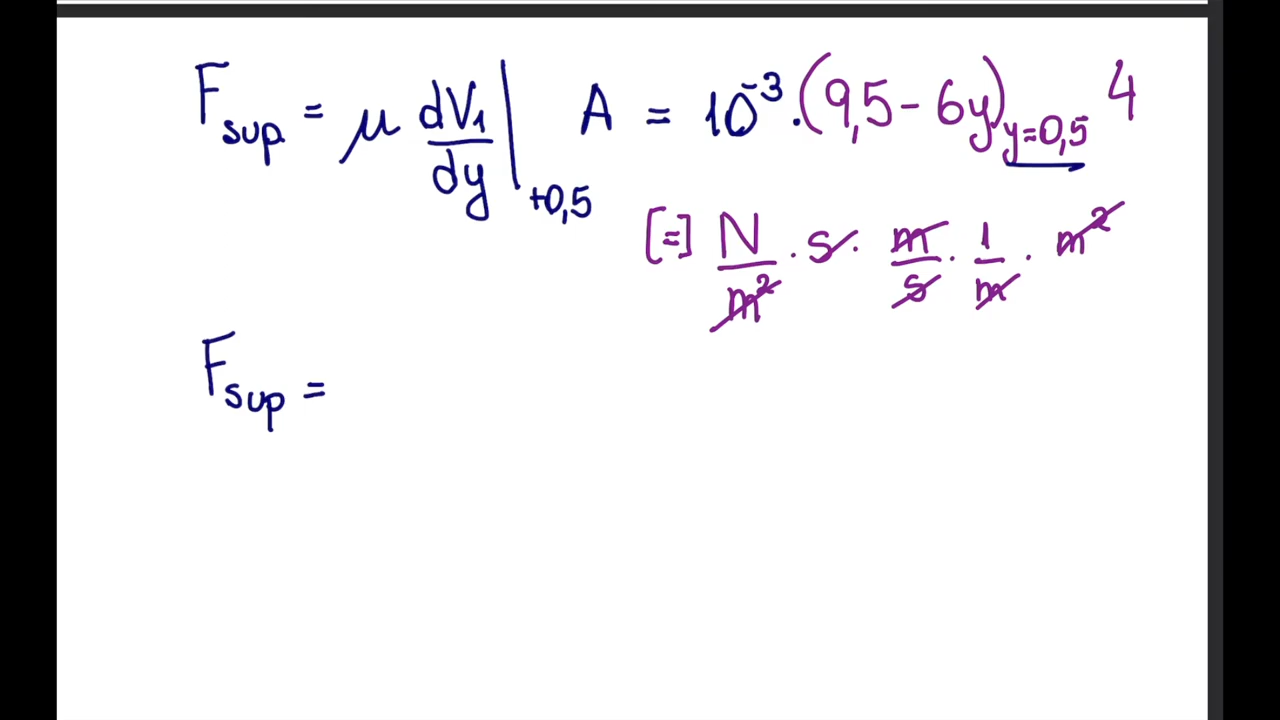 F_sup = μ dV₁/dy |_{+0,5} A = 10⁻³ · (9,5 - 6y)_{y=0,5} 4
[=] N/m² · s · m/s · 1/m · m²
F_sup =